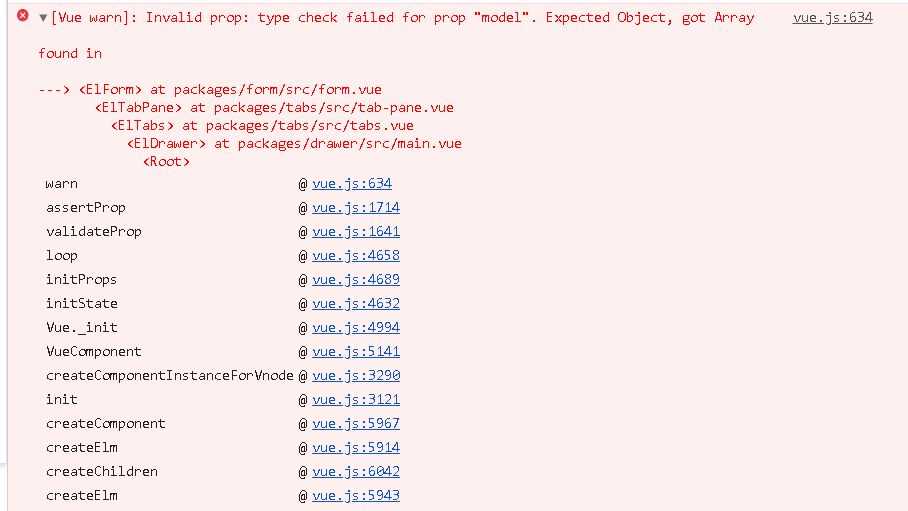 ▼[Vue warn]: Invalid prop: type check failed for prop "model". Expected Object, got Array vue.js:634
found in
---> <ElForm> at packages/form/src/form.vue
<ElTabPane> at packages/tabs/src/tab-pane.vue
<ElTabs> at packages/tabs/src/tabs.vue
<ElDrawer> at packages/drawer/src/main.vue
<Root>
warn @ vue.js:634
assertProp @ vue.js:1714
validateProp @ vue.js:1641
loop @ vue.js:4658
initProps @ vue.js:4689
initState @ vue.js:4632
Vue._init @ vue.js:4994
VueComponent @ vue.js:5141
createComponentInstanceForVnode @ vue.js:3290
init @ vue.js:3121
createComponent @ vue.js:5967
createElm @ vue.js:5914
createChildren @ vue.js:6042
createElm @ vue.js:5943